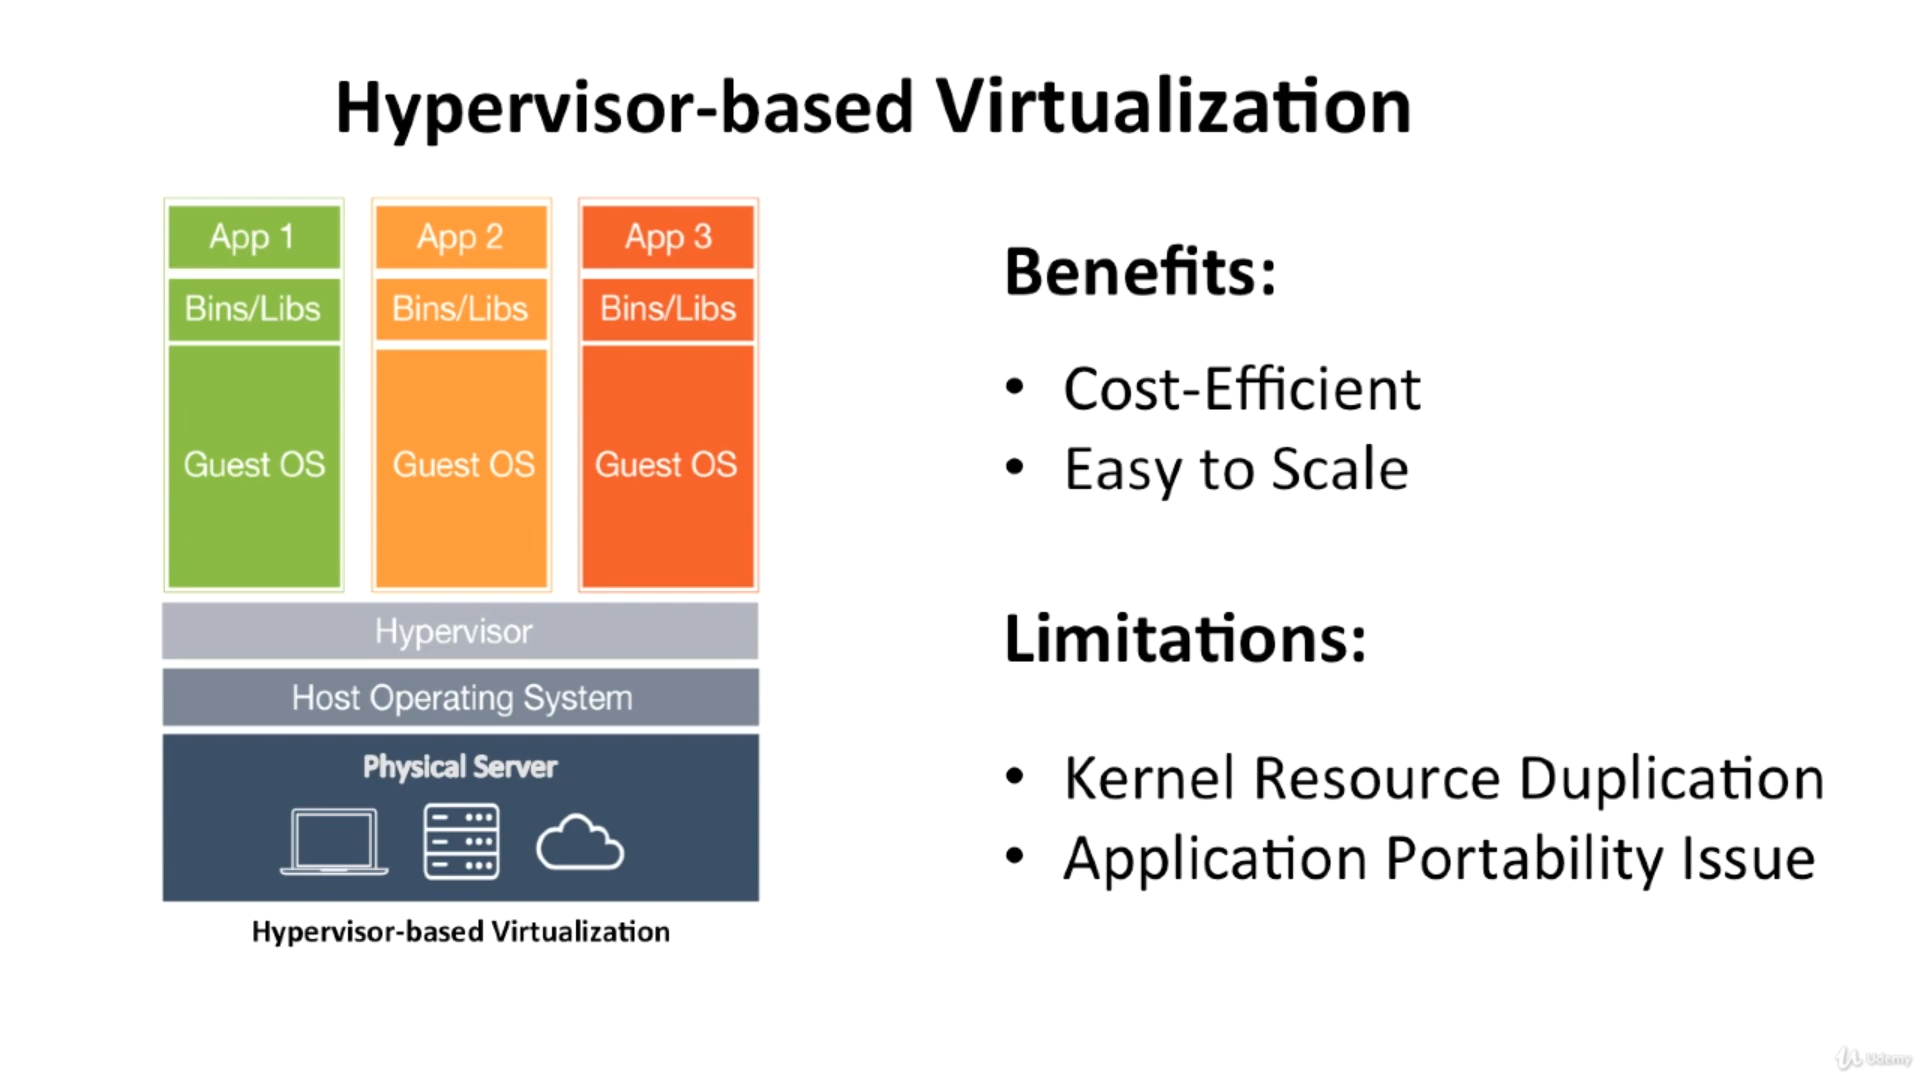 Hypervisor-based Virtualization
App 1
App 2
App 3
Bins/Libs
Bins/Libs
Bins/Libs
Guest OS
Guest OS
Guest OS
Hypervisor
Host Operating System
Physical Server
Hypervisor-based Virtualization
Benefits:
• Cost-Efficient
• Easy to Scale
Limitations:
• Kernel Resource Duplication
• Application Portability Issue
Udemy